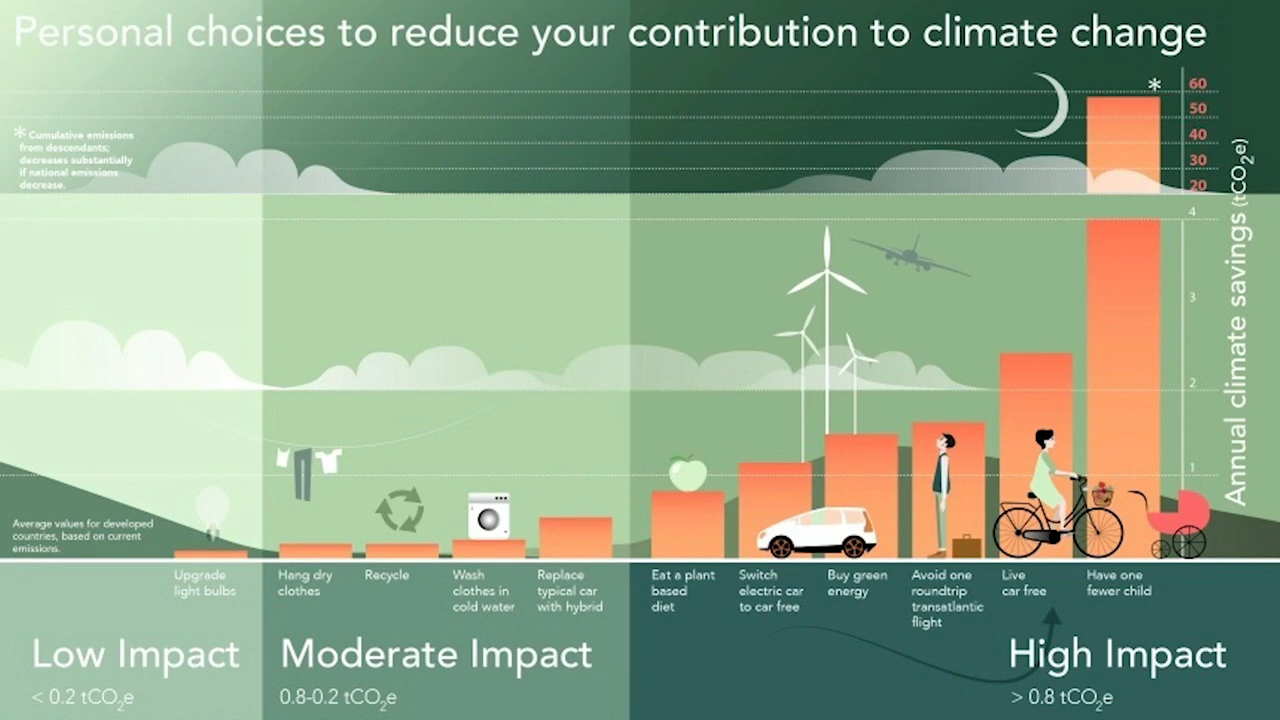 Personal choices to reduce your contribution to climate change
* Cumulative emissions
from descendants;
decreases substantially
if national emissions
decrease.
*
60
50
40
30
20
4
3
2
1
Annual climate savings (tCO₂e)
Average values for developed
countries, based on current
emissions.
Upgrade
light bulbs
Hang dry
clothes
Recycle
Wash
clothes in
cold water
Replace
typical car
with hybrid
Eat a plant
based
diet
Switch
electric car
to car free
Buy green
energy
Avoid one
roundtrip
transatlantic
flight
Live
car free
Have one
fewer child
Low Impact
< 0.2 tCO₂e
Moderate Impact
0.8-0.2 tCO₂e
High Impact
> 0.8 tCO₂e